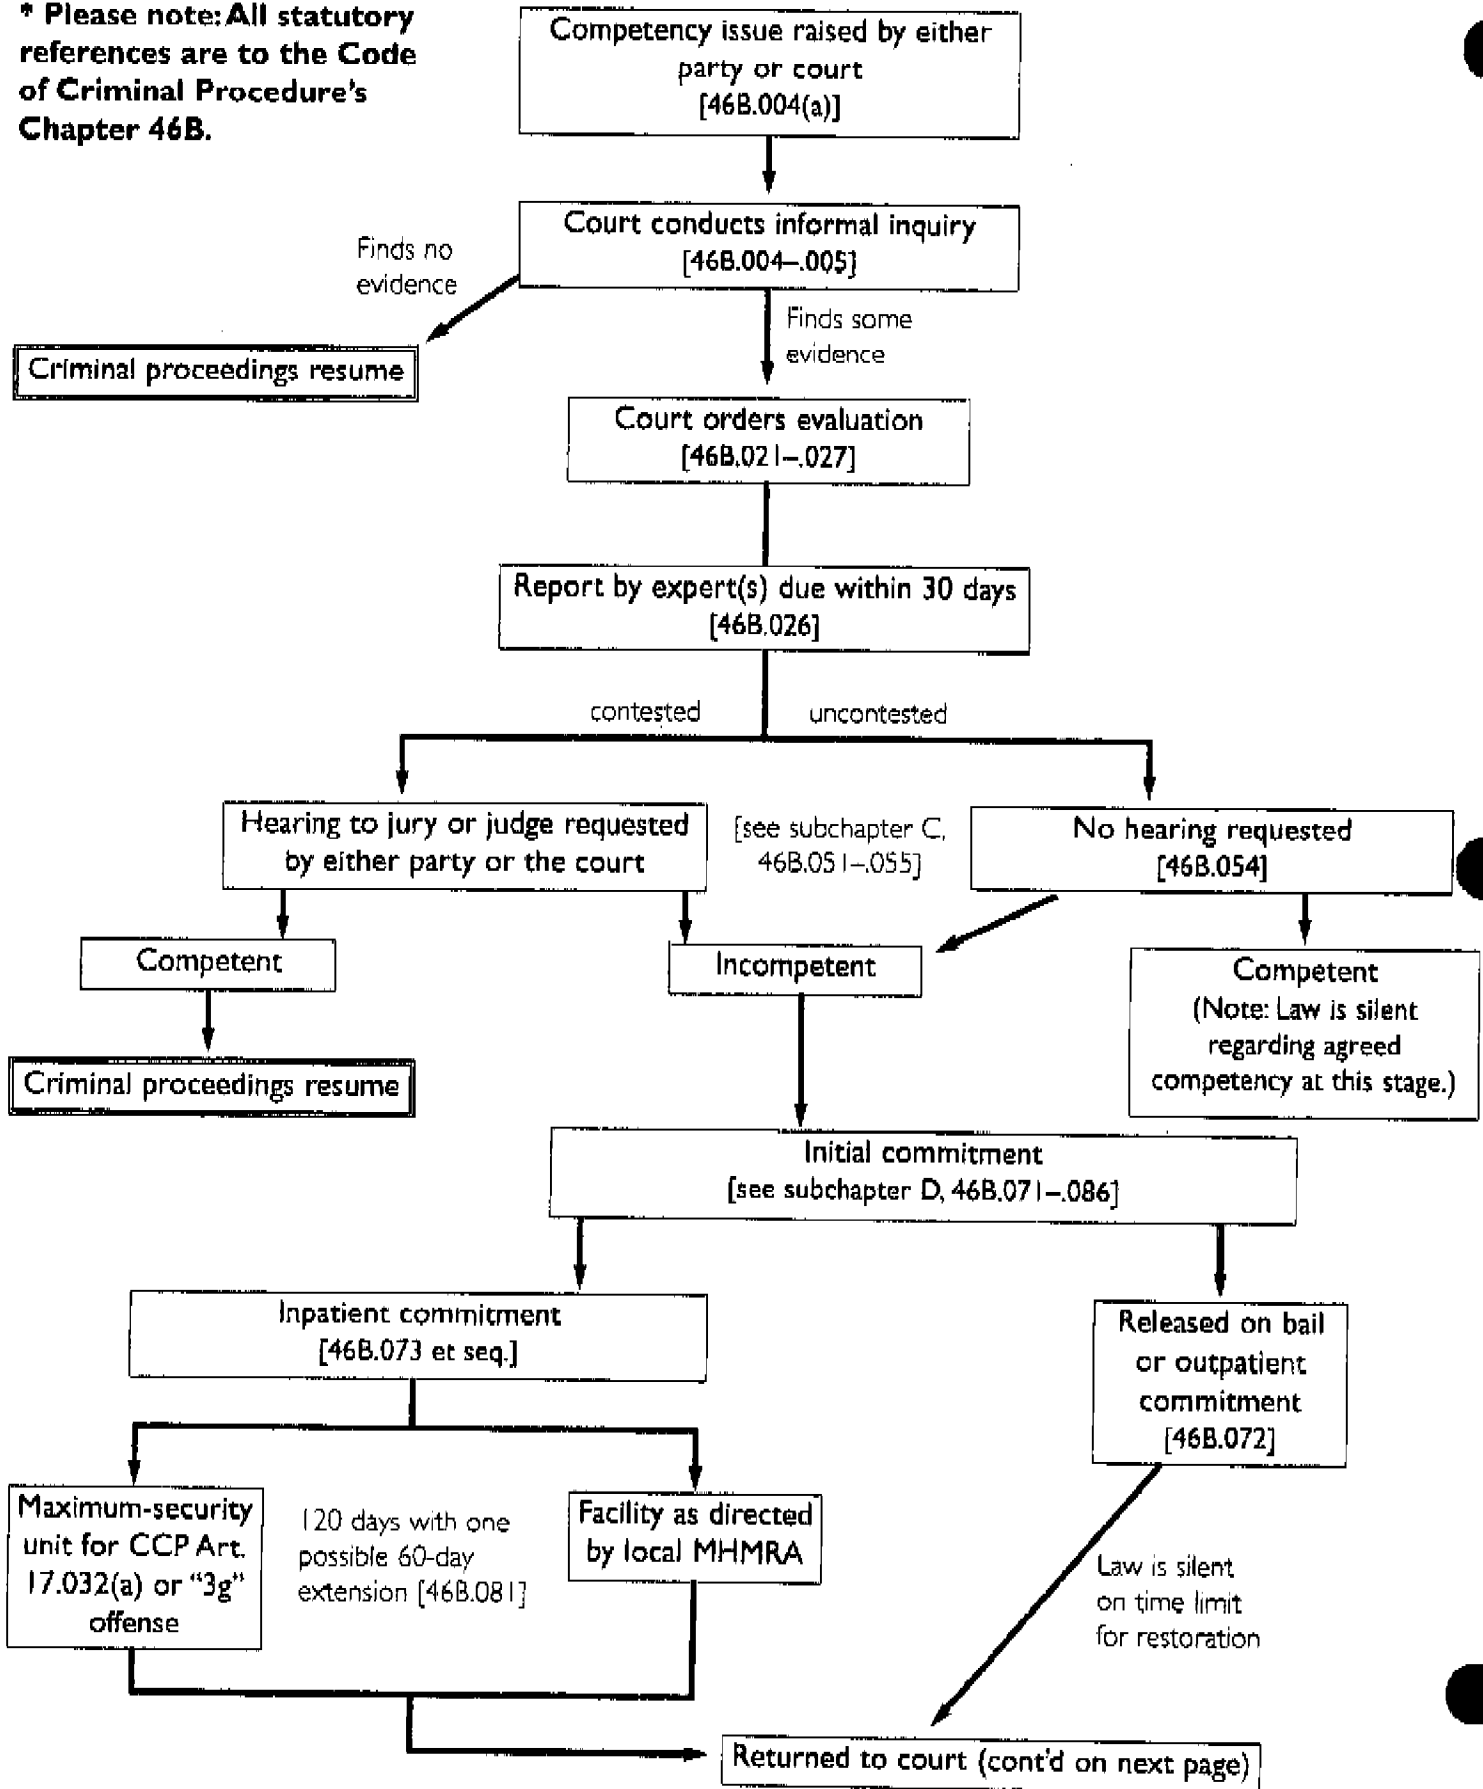 * Please note: All statutory
references are to the Code
of Criminal Procedure's
Chapter 46B.
Competency issue raised by either
party or court
[46B.004(a)]
Court conducts informal inquiry
[46B.004–.005]
Finds no
evidence
Finds some
evidence
Criminal proceedings resume
Court orders evaluation
[46B.021–.027]
Report by expert(s) due within 30 days
[46B.026]
contested
uncontested
Hearing to jury or judge requested
by either party or the court
[see subchapter C,
46B.051–.055]
No hearing requested
[46B.054]
Competent
Incompetent
Competent
(Note: Law is silent
regarding agreed
competency at this stage.)
Criminal proceedings resume
Initial commitment
[see subchapter D, 46B.071–.086]
Inpatient commitment
[46B.073 et seq.]
Released on bail
or outpatient
commitment
[46B.072]
Maximum-security
unit for CCP Art.
17.032(a) or “3g”
offense
120 days with one
possible 60-day
extension [46B.081]
Facility as directed
by local MHMRA
Law is silent
on time limit
for restoration
Returned to court (cont'd on next page)